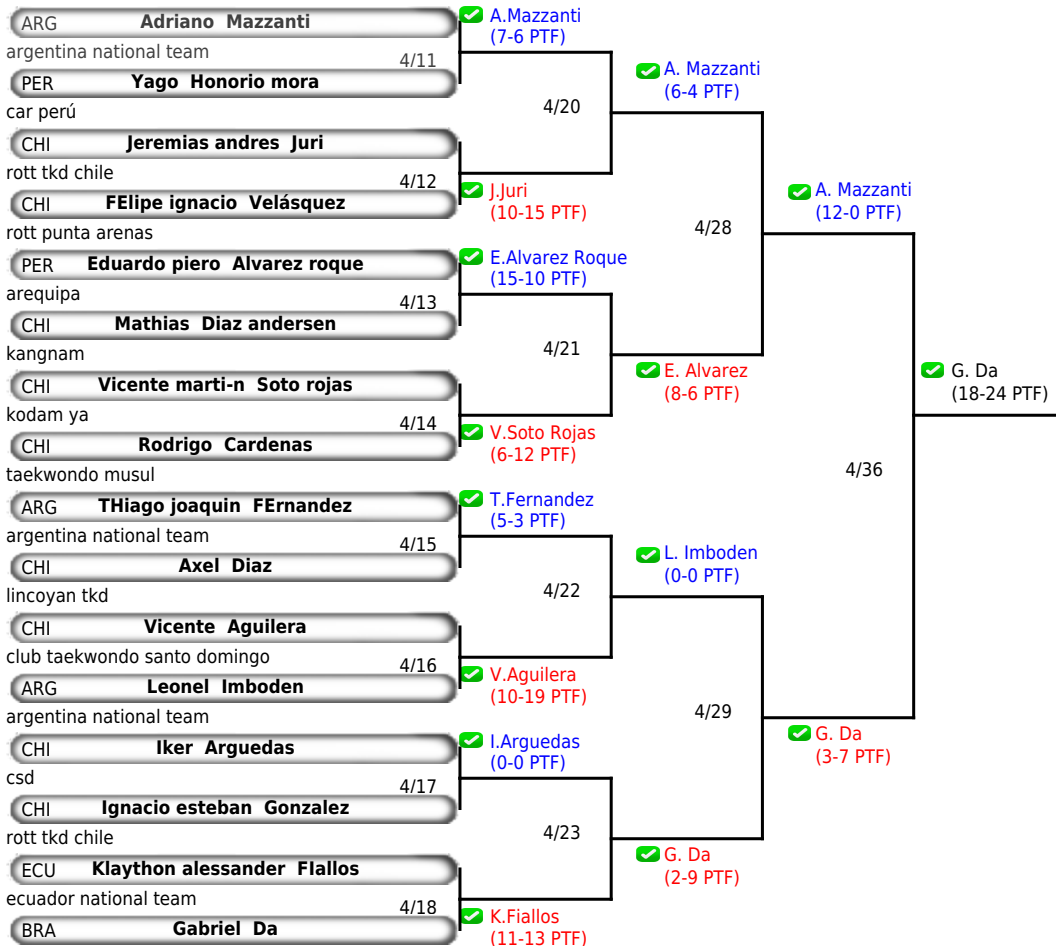 ARG Adriano Mazzanti
argentina national team
4/11
PER Yago Honorio mora
car perú
CHI Jeremias andres Juri
rott tkd chile
4/12
CHI FElipe ignacio Velásquez
rott punta arenas
PER Eduardo piero Alvarez roque
arequipa
4/13
CHI Mathias Diaz andersen
kangnam
CHI Vicente marti-n Soto rojas
kodam ya
4/14
CHI Rodrigo Cardenas
taekwondo musul
ARG THiago joaquin FErnandez
argentina national team
4/15
CHI Axel Diaz
lincoyan tkd
CHI Vicente Aguilera
club taekwondo santo domingo
4/16
ARG Leonel Imboden
argentina national team
CHI Iker Arguedas
csd
4/17
CHI Ignacio esteban Gonzalez
rott tkd chile
ECU Klaython alessander FIallos
ecuador national team
4/18
BRA Gabriel Da
A.Mazzanti
(7-6 PTF)
4/20
J.Juri
(10-15 PTF)
E.Alvarez Roque
(15-10 PTF)
4/21
V.Soto Rojas
(6-12 PTF)
T.Fernandez
(5-3 PTF)
4/22
V.Aguilera
(10-19 PTF)
I.Arguedas
(0-0 PTF)
4/23
K.Fiallos
(11-13 PTF)
A. Mazzanti
(6-4 PTF)
4/28
E. Alvarez
(8-6 PTF)
L. Imboden
(0-0 PTF)
4/29
G. Da
(2-9 PTF)
A. Mazzanti
(12-0 PTF)
4/36
G. Da
(3-7 PTF)
G. Da
(18-24 PTF)